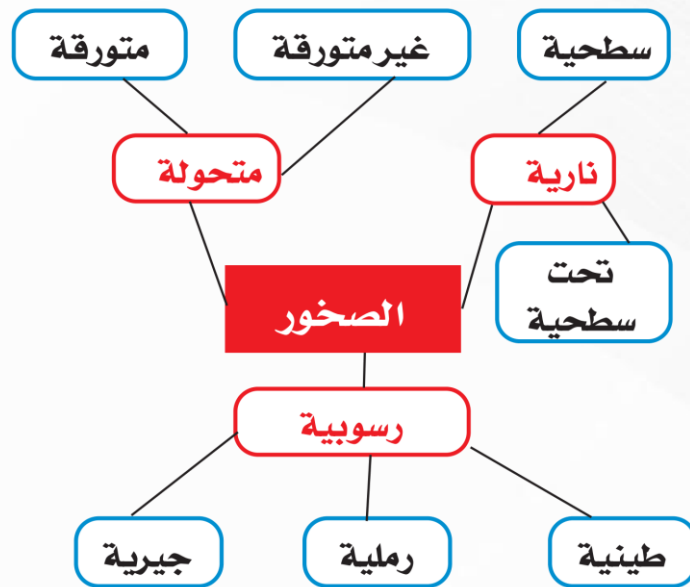 سطحية
غير متورقة
متورقة
نارية
متحولة
تحت
سطحية
الصخور
رسوبية
طينية
رملية
جيرية